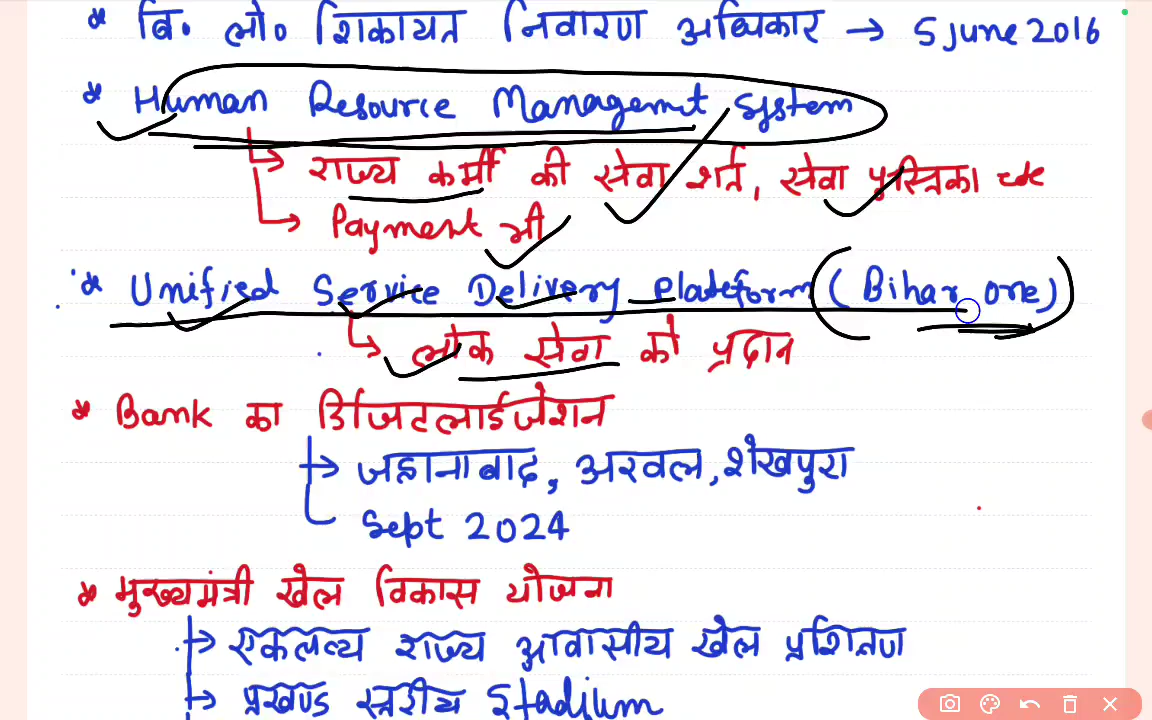 * बि० लो० शिकायत निवारण अधिकार → 5 June 2016
* Human Resource Managemt System
→ राज्य कर्मी की सेवा शर्त, सेवा पुस्तिका etc
→ Payment भी
* Unified Service Delivery Plateform (Bihar one)
→ लोक सेवा को प्रदान
* Bank का डिजिटलाईजेशन
→ जहानाबाद, अरवल, शेखपुरा
Sept 2024
* मुख्यमंत्री खेल विकास योजना
→ एकलव्य राज्य आवासीय खेल प्रशिक्षण
→ प्रखण्ड स्तरीय Stadium